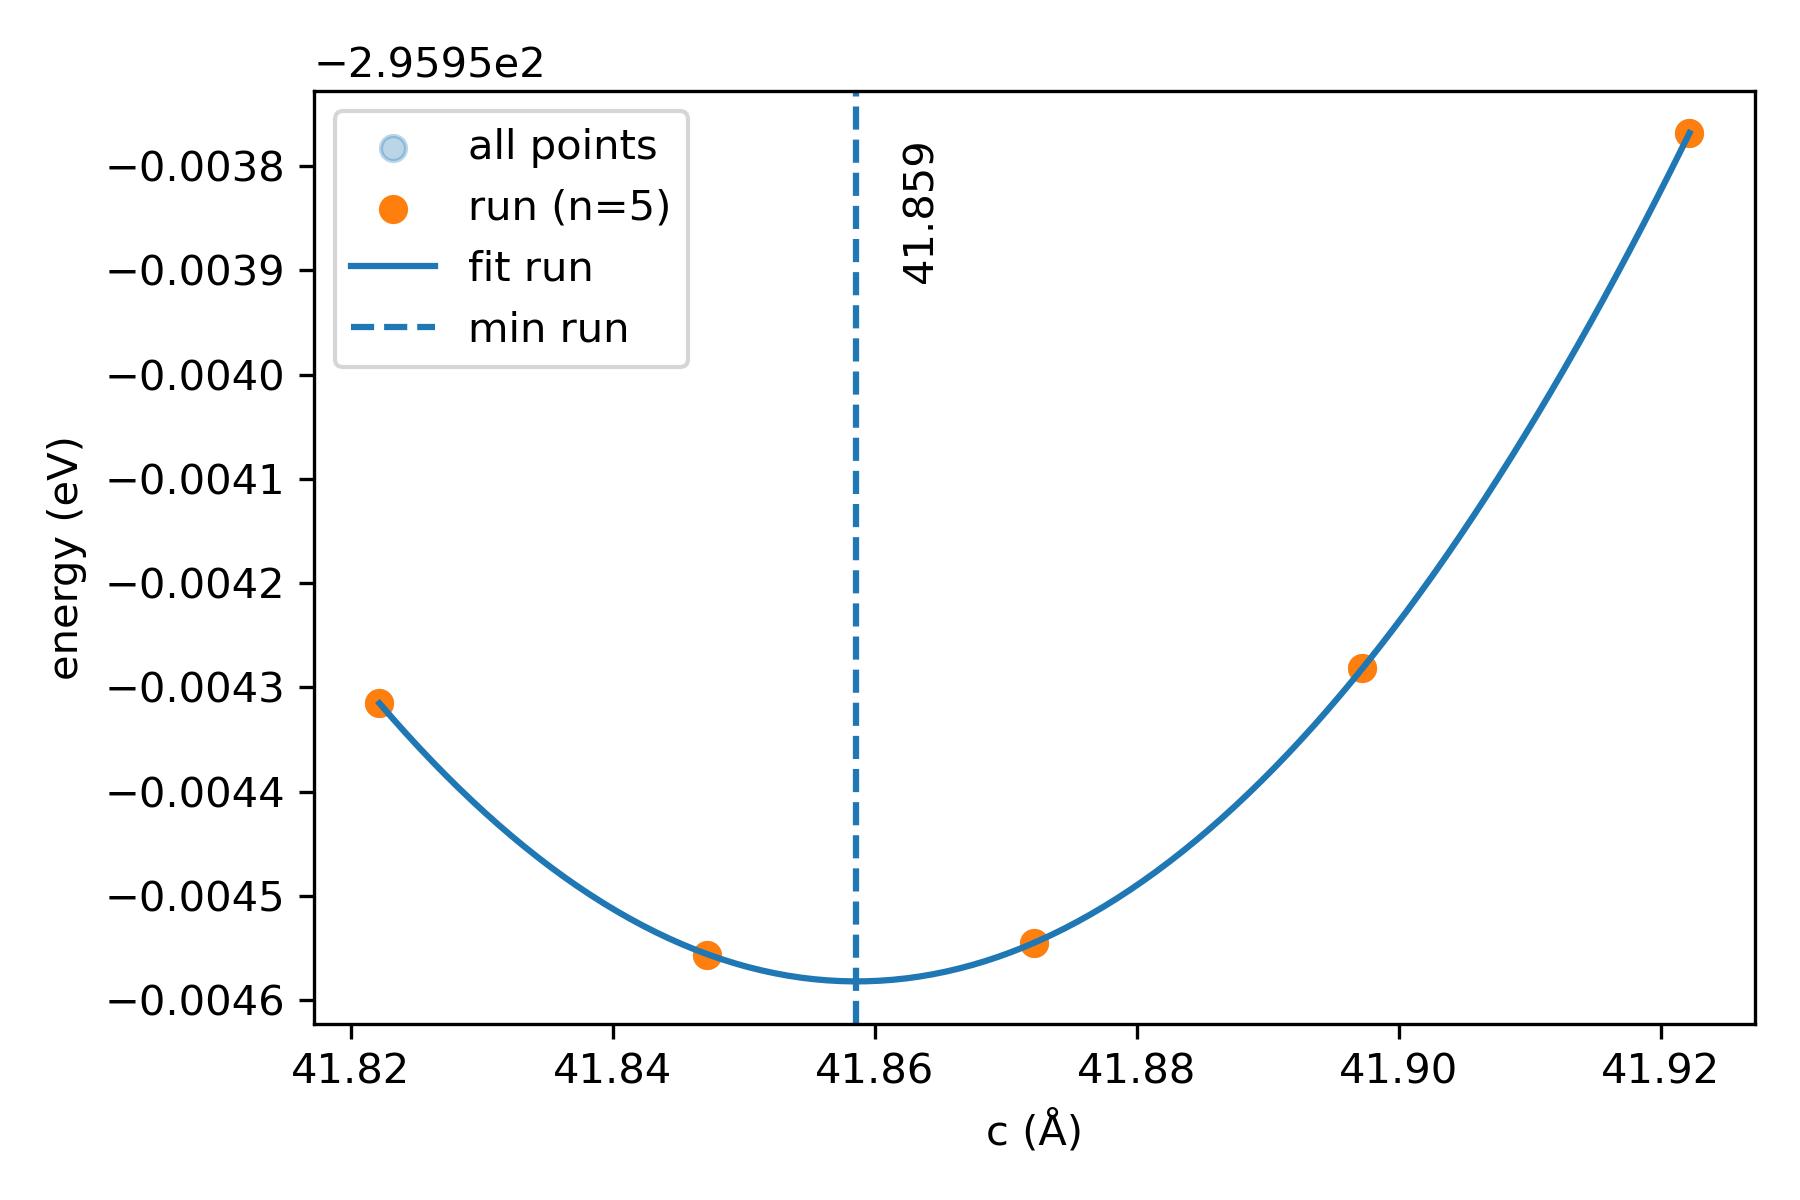 −2.9595e2
all points
run (n=5)
fit run
min run
41.859
energy (eV)
−0.0038
−0.0039
−0.0040
−0.0041
−0.0042
−0.0043
−0.0044
−0.0045
−0.0046
41.82 41.84 41.86 41.88 41.90 41.92
c (Å)